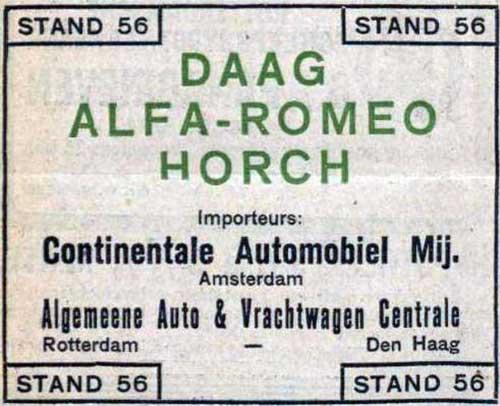 STAND 56 STAND 56
DAAG
ALFA-ROMEO
HORCH
Importeurs:
Continentale Automobiel Mij.
Amsterdam
Algemeene Auto & Vrachtwagen Centrale
Rotterdam — Den Haag
STAND 56 STAND 56